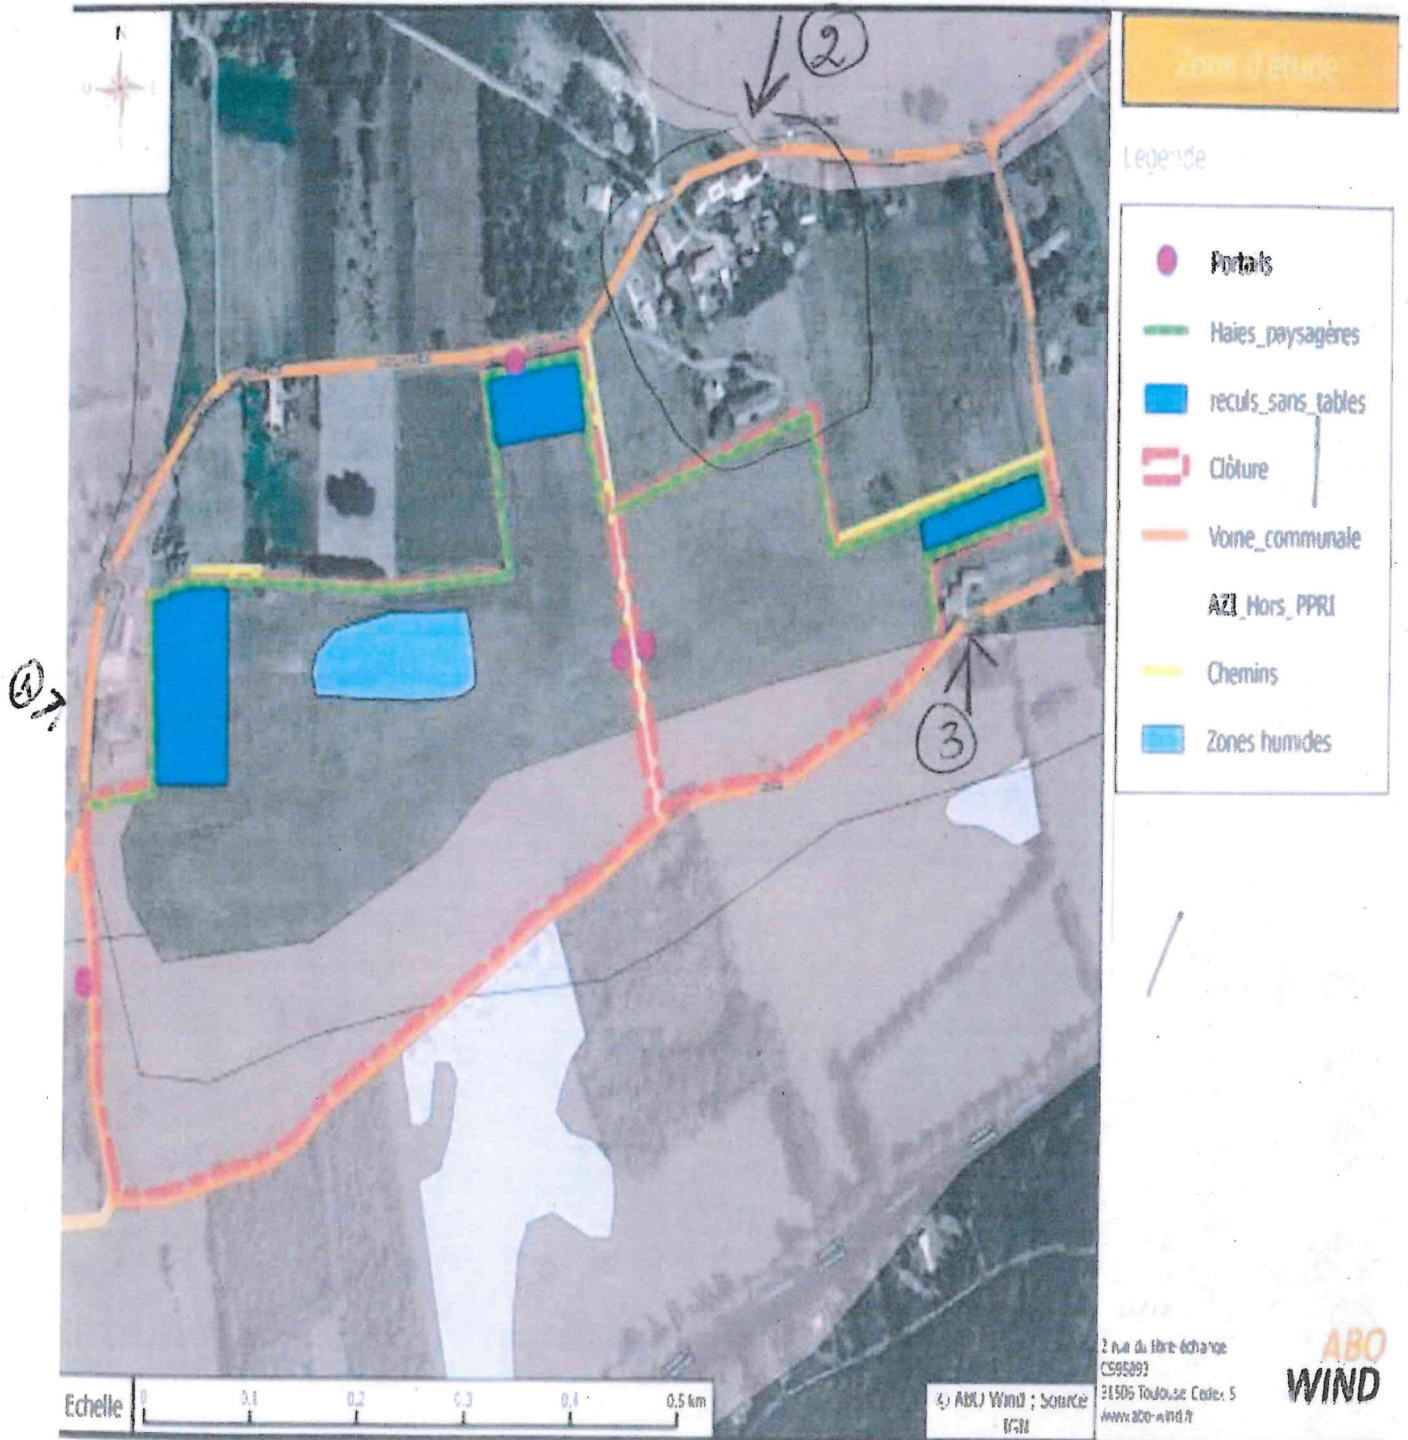 N
2
Zone d'étude
Légende
Portails
Haies_paysagères
reculs_sans_tables
Clôture
Voirie_communale
AZI_Hors_PPRI
Chemins
Zones humides
1
3
Echelle
0 0.1 0.2 0.3 0.4 0.5 km
© ABO Wind ; Source
IGN
2 rue du libre échange
CS95893
31506 Toulouse Cedex 5
www.abo-wind.fr
ABO
WIND